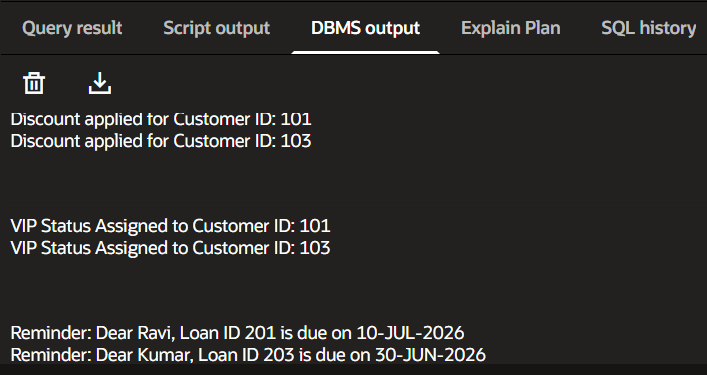 Query result Script output DBMS output Explain Plan SQL history
Discount applied for Customer ID: 101
Discount applied for Customer ID: 103
VIP Status Assigned to Customer ID: 101
VIP Status Assigned to Customer ID: 103
Reminder: Dear Ravi, Loan ID 201 is due on 10-JUL-2026
Reminder: Dear Kumar, Loan ID 203 is due on 30-JUN-2026